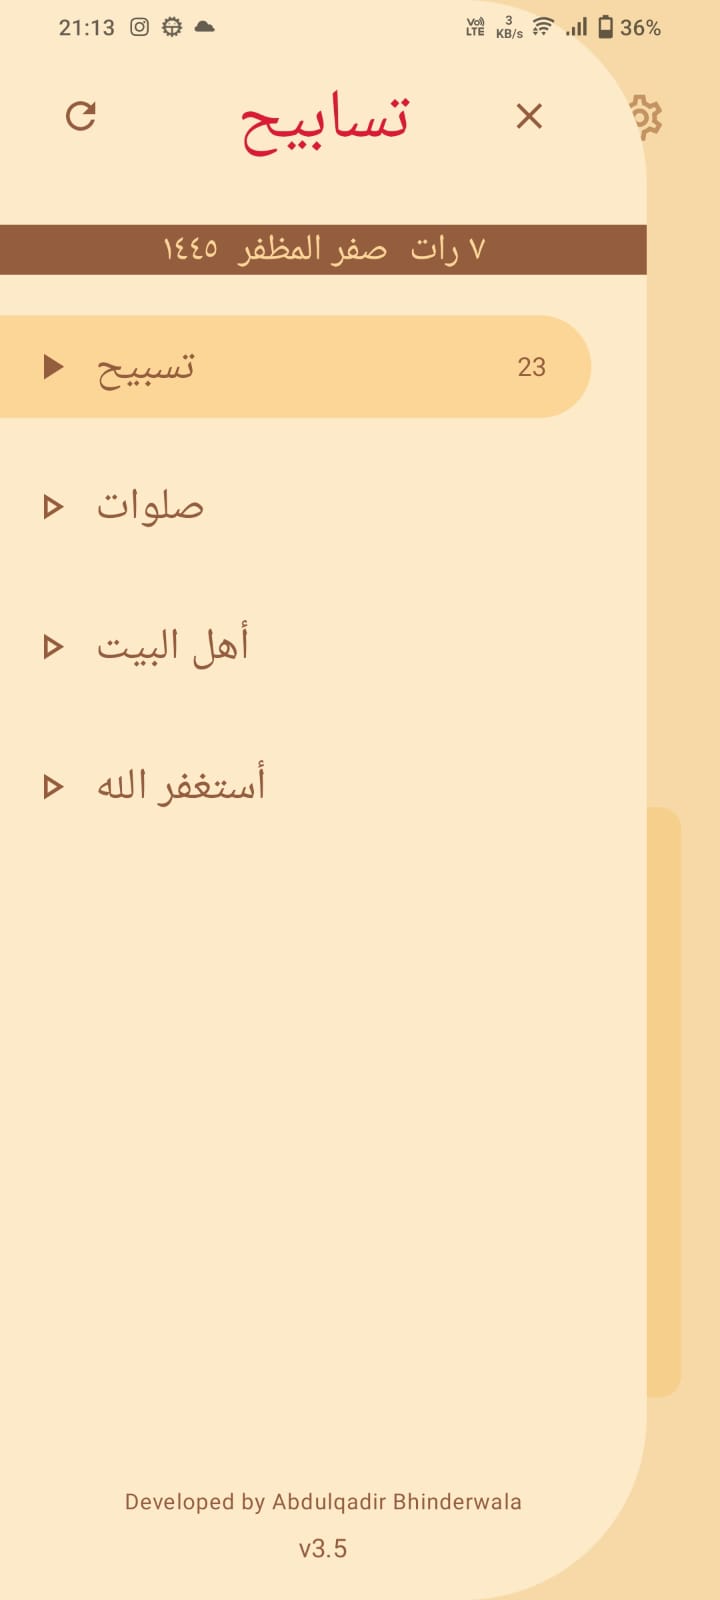 21:13 Vo)) LTE 3 KB/s 36%
تسابيح
٧ رات صفر المظفر ١٤٤٥
تسبيح 23
صلوات
أهل البيت
أستغفر الله
Developed by Abdulqadir Bhinderwala
v3.5